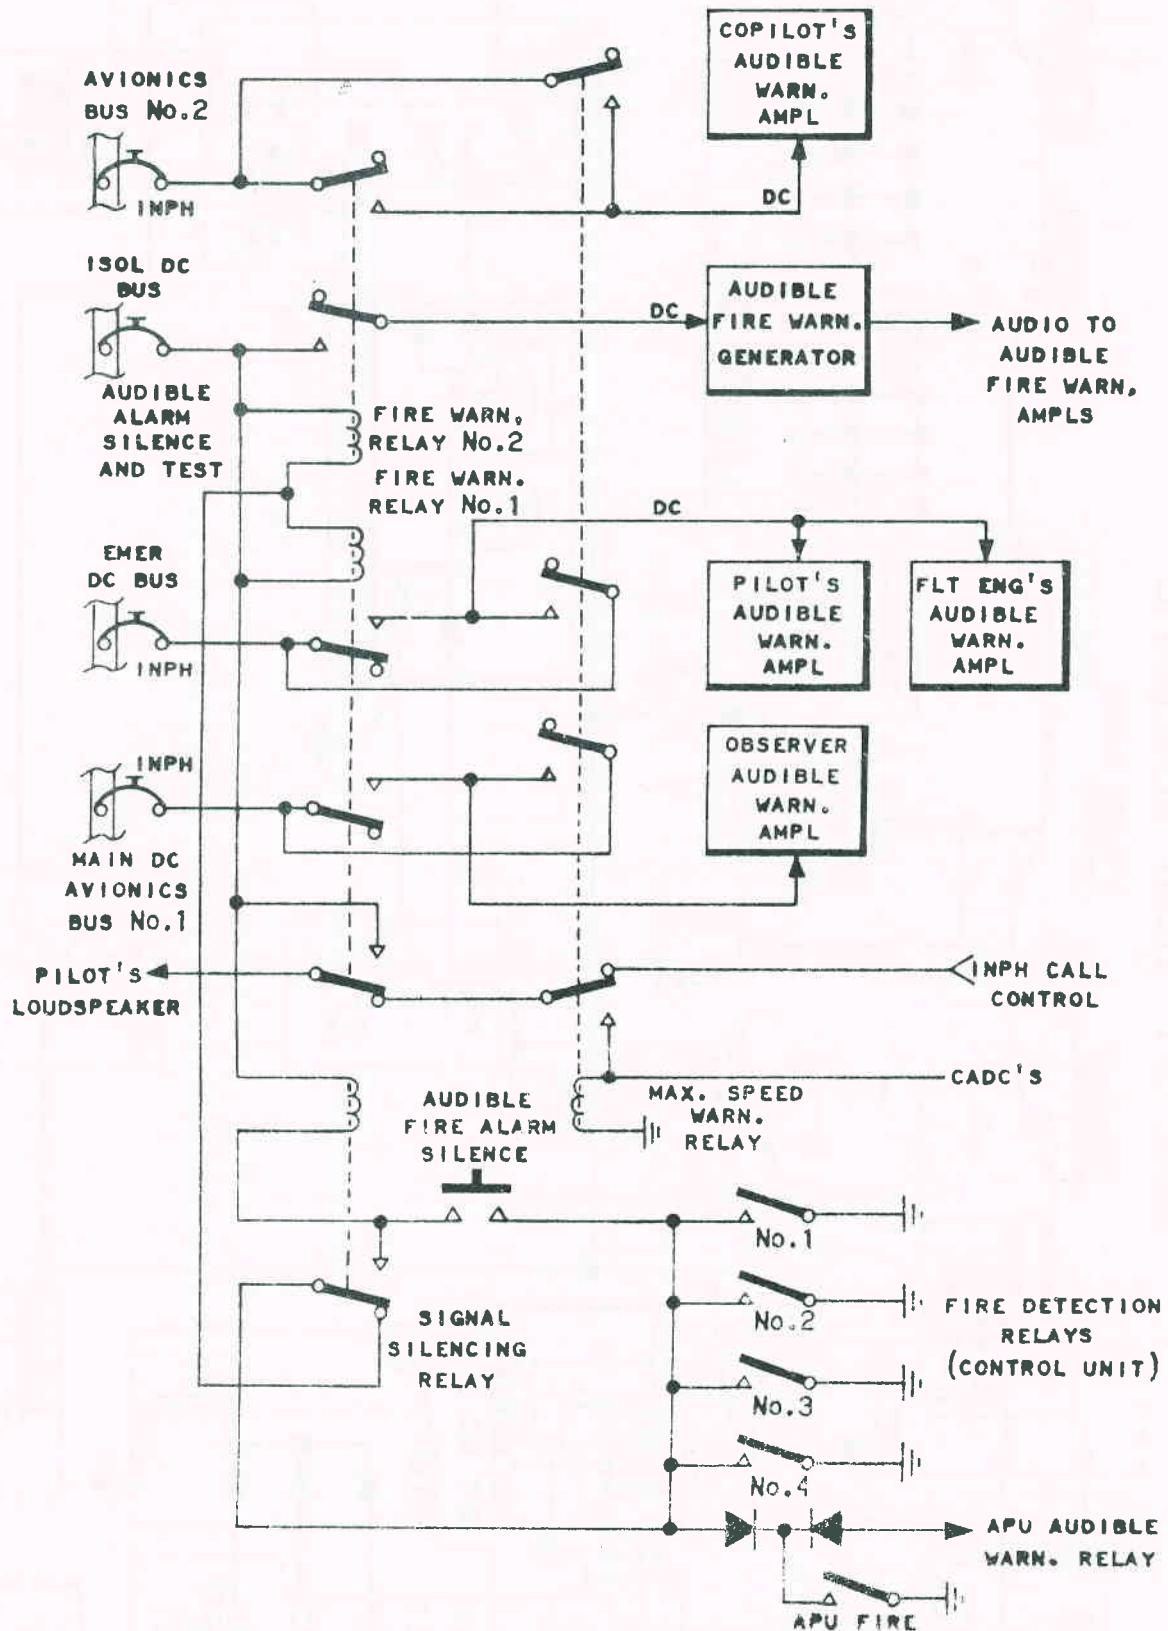 COPILOT'S
AUDIBLE
WARN.
AMPL
AVIONICS
BUS No.2
INPH
DC
ISOL DC
BUS
AUDIBLE
FIRE WARN.
GENERATOR
DC
AUDIO TO
AUDIBLE
FIRE WARN.
AMPLS
AUDIBLE
ALARM
SILENCE
AND TEST
FIRE WARN.
RELAY No.2
FIRE WARN.
RELAY No.1
DC
EMER
DC BUS
INPH
PILOT'S
AUDIBLE
WARN.
AMPL
FLT ENG'S
AUDIBLE
WARN.
AMPL
INPH
OBSERVER
AUDIBLE
WARN.
AMPL
MAIN DC
AVIONICS
BUS No.1
PILOT'S
LOUDSPEAKER
INPH CALL
CONTROL
CADC'S
AUDIBLE
FIRE ALARM
SILENCE
MAX. SPEED
WARN.
RELAY
No.1
No.2
No.3
No.4
FIRE DETECTION
RELAYS
(CONTROL UNIT)
SIGNAL
SILENCING
RELAY
APU AUDIBLE
WARN. RELAY
APU FIRE